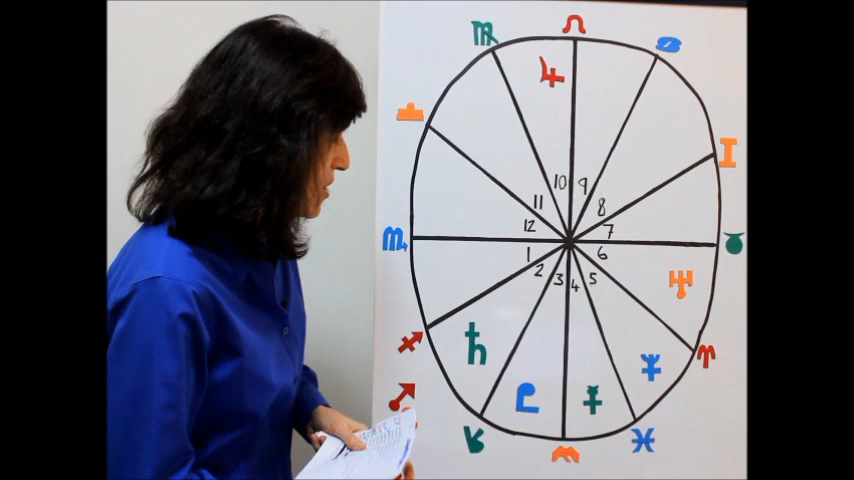 ♍ ♌ ♋
♃
♎ ♊
10 9
11 8
12 7
♏ ♉
1 6
2 3 4 5
♅
♐ ♄ ♆ ♈
♂ ♇ ☿
♑ ♒ ♓